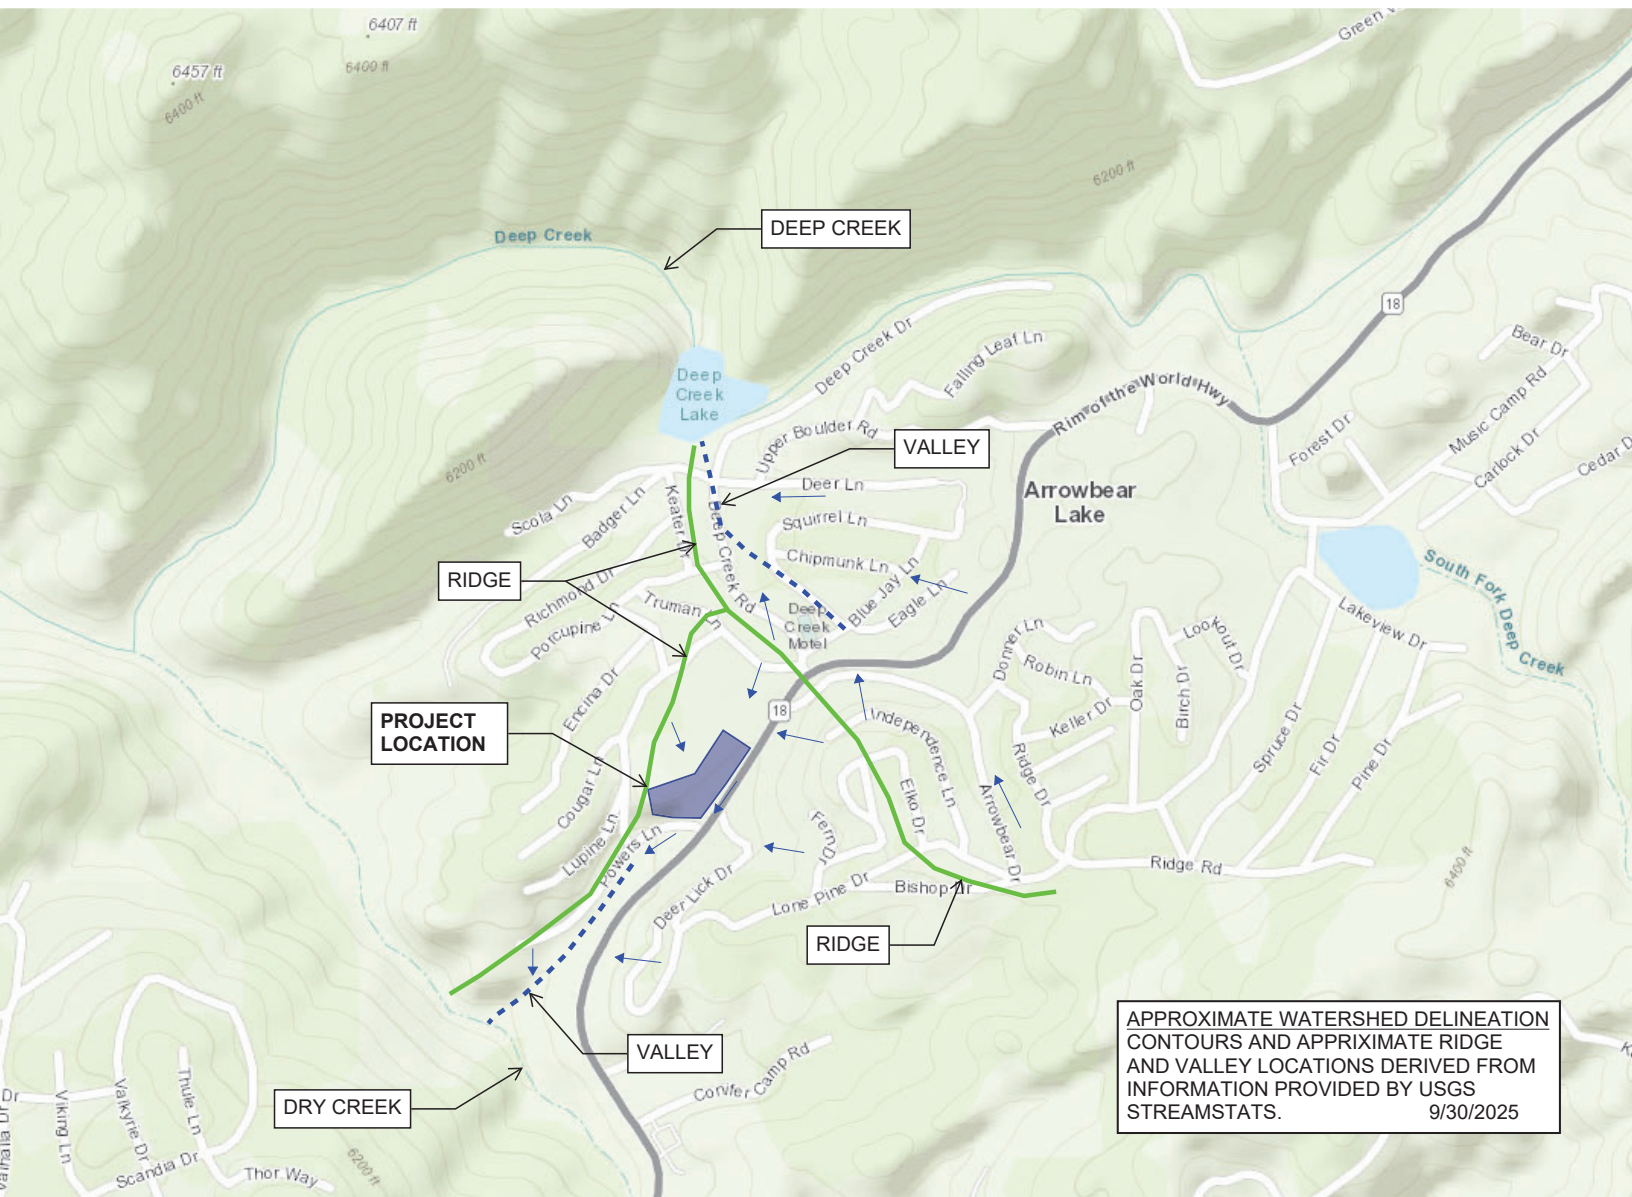 6407 ft
Green
6457 ft
6400 ft
6400 ft
6200 ft
DEEP CREEK
Deep Creek
18
Bear Dr
Deep Creek Dr
Falling Leaf Ln
Deep
Creek
Lake
Rim of the World Hwy
Music Camp Rd
Forest Dr
Carlock Dr
Cedar D
Upper Boulder Rd
VALLEY
6200 ft
Deer Ln
Arrowbear
Lake
Scola Ln
Badger Ln
Keater Dr
Deep Creek Rd
Squirrel Ln
Chipmunk Ln
Blue Jay Ln
Eagle Ln
South Fork Deep Creek
RIDGE
Richmond Dr
Porcupine L
Truman Ln
Deep
Creek
Motel
Lakeview Dr
Lookout Dr
Donner Ln
Robin Ln
Oak Dr
Birch Dr
Encina Dr
PROJECT
LOCATION
18
Independence Ln
Keller Dr
Ridge Dr
Spruce Dr
Fir Dr
Pine Dr
Cougar Ln
Elko Dr
Arrowbear Dr
Lupine Ln
Powers Ln
Fern Dr
Ridge Rd
6400 ft
Deer Lick Dr
Lone Pine Dr
Bishop Dr
RIDGE
VALLEY
Conifer Camp Rd
DRY CREEK
Dr
Valhalla Dr
Viking Ln
Valkyrie Dr
Thule Ln
Scandia Dr
Thor Way
6200 ft
APPROXIMATE WATERSHED DELINEATION
CONTOURS AND APPRIXIMATE RIDGE
AND VALLEY LOCATIONS DERIVED FROM
INFORMATION PROVIDED BY USGS
STREAMSTATS. 9/30/2025